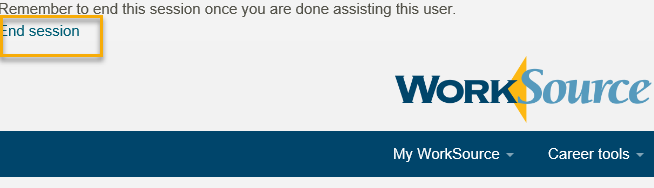 Remember to end this session once you are done assisting this user.
End session
WorkSource
My WorkSource
Career tools